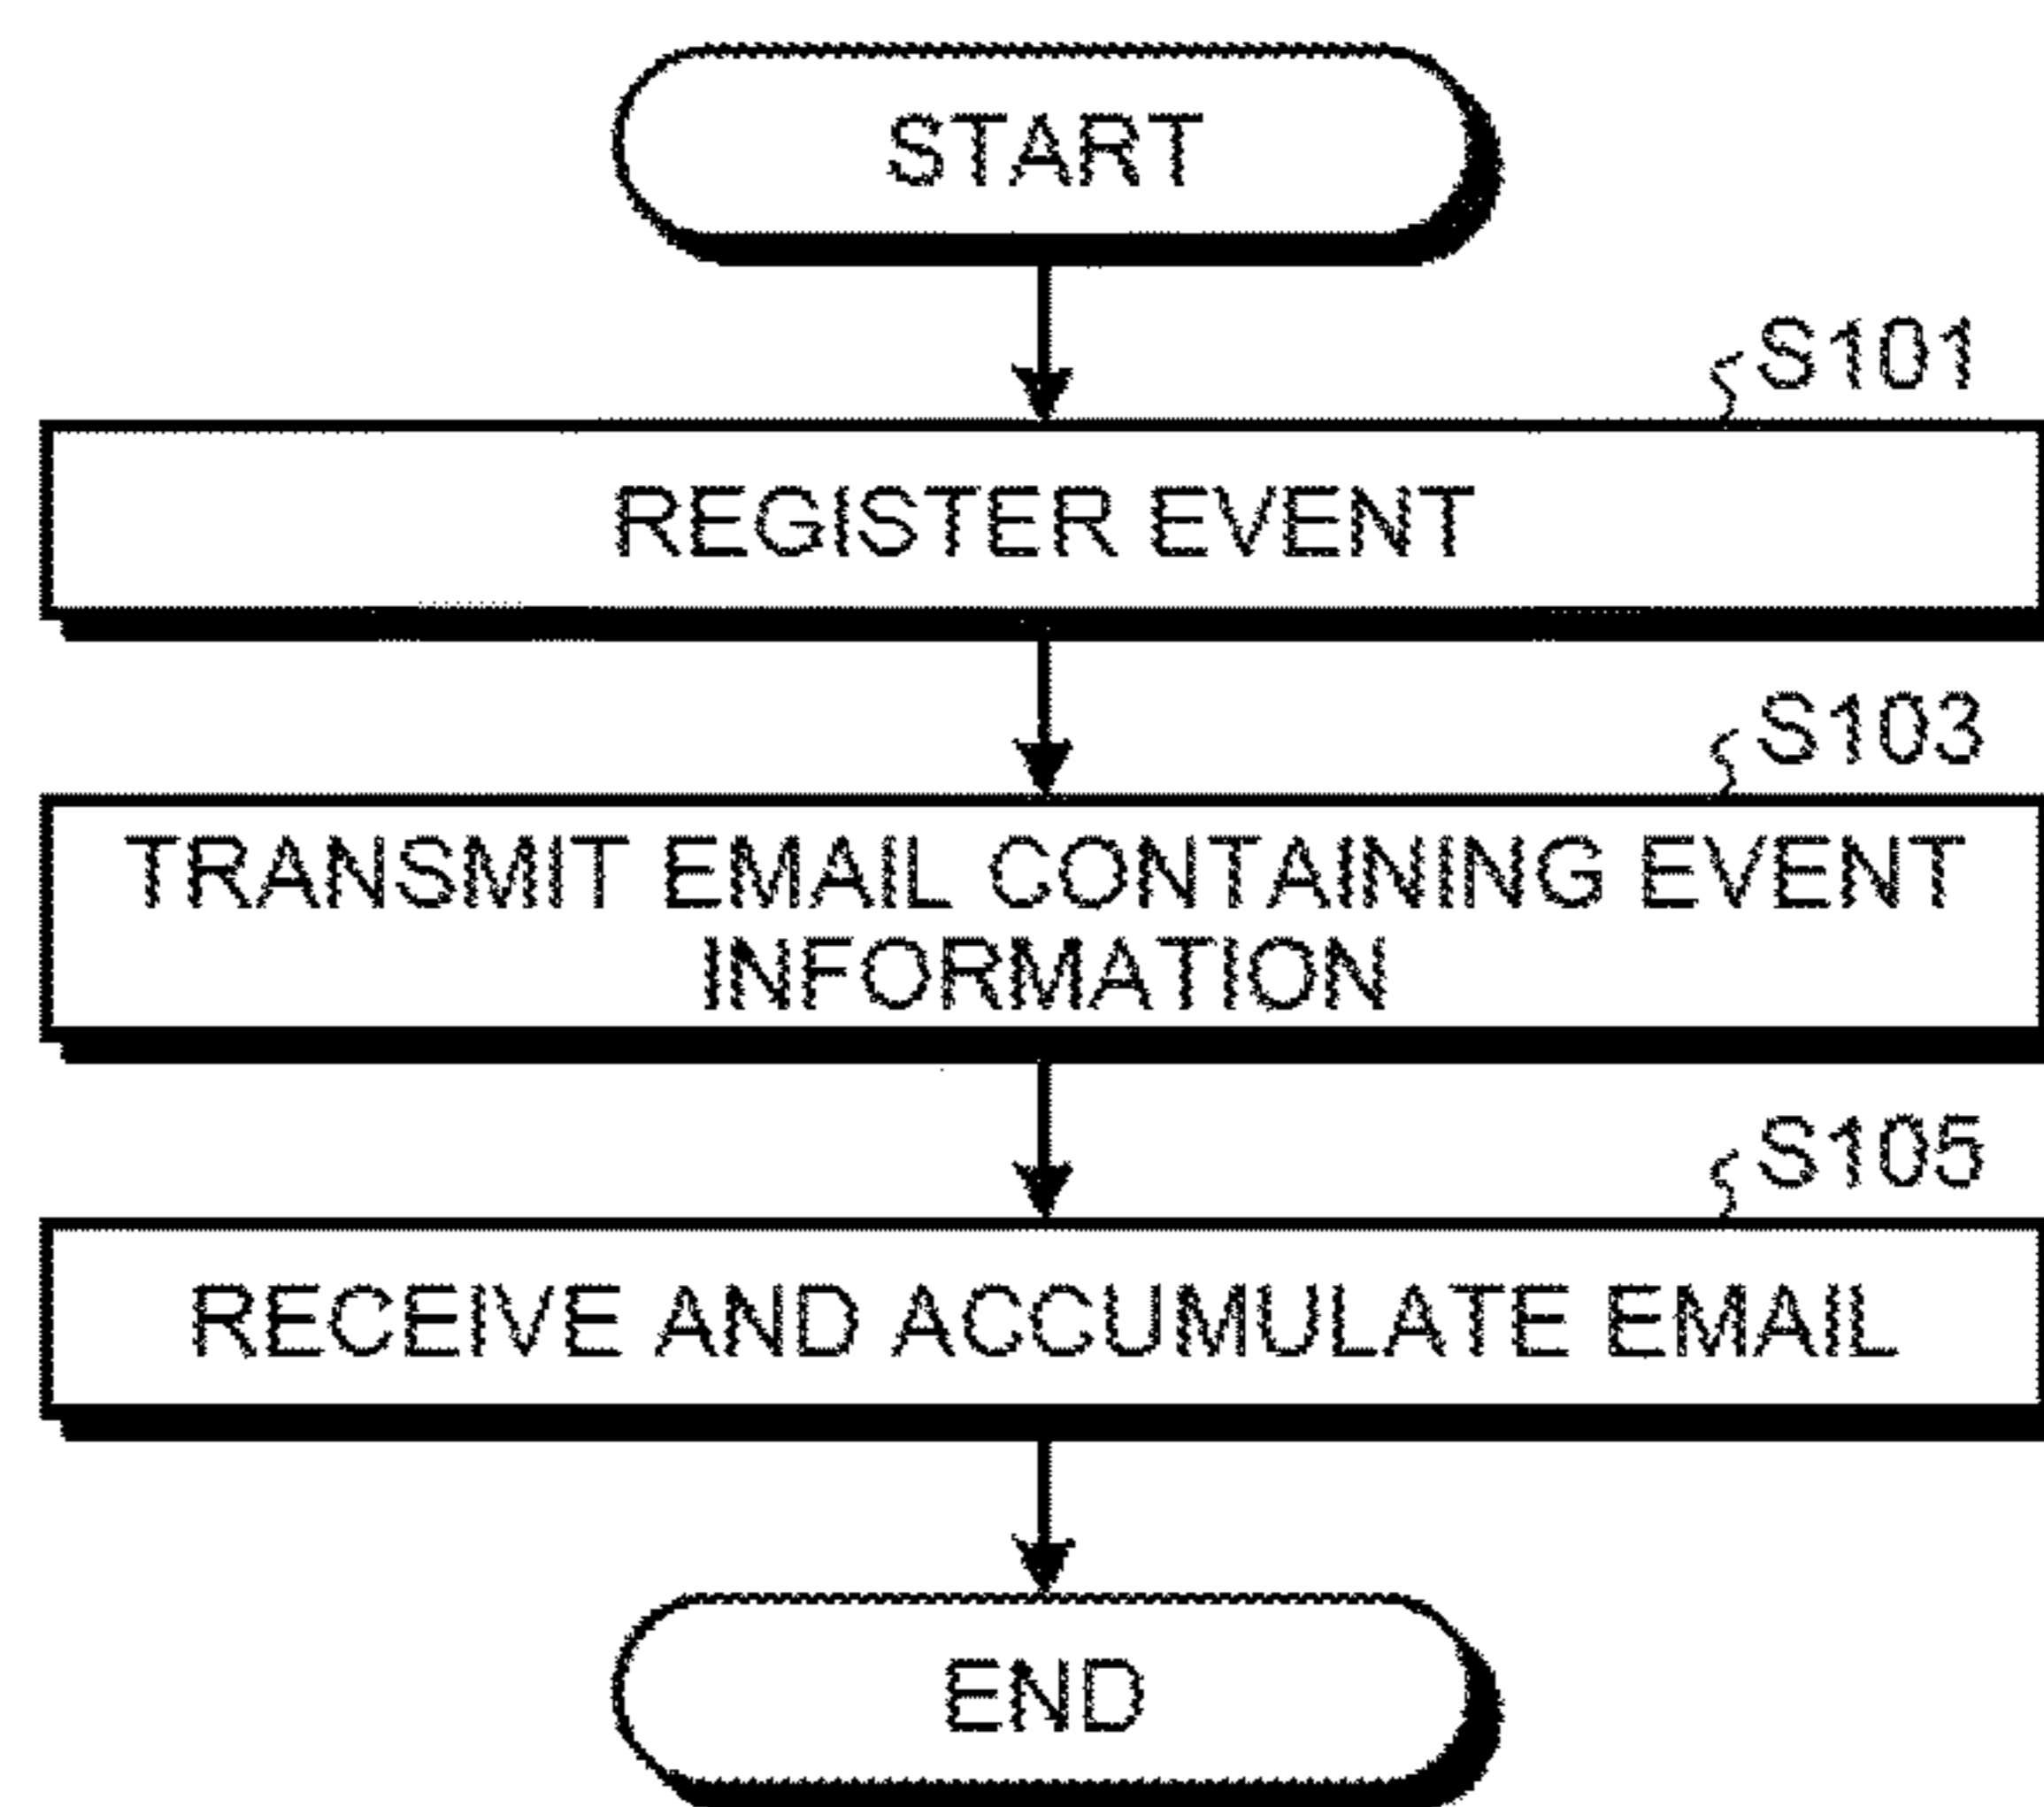 START
S101
REGISTER EVENT
S103
TRANSMIT EMAIL CONTAINING EVENT
INFORMATION
S105
RECEIVE AND ACCUMULATE EMAIL
END